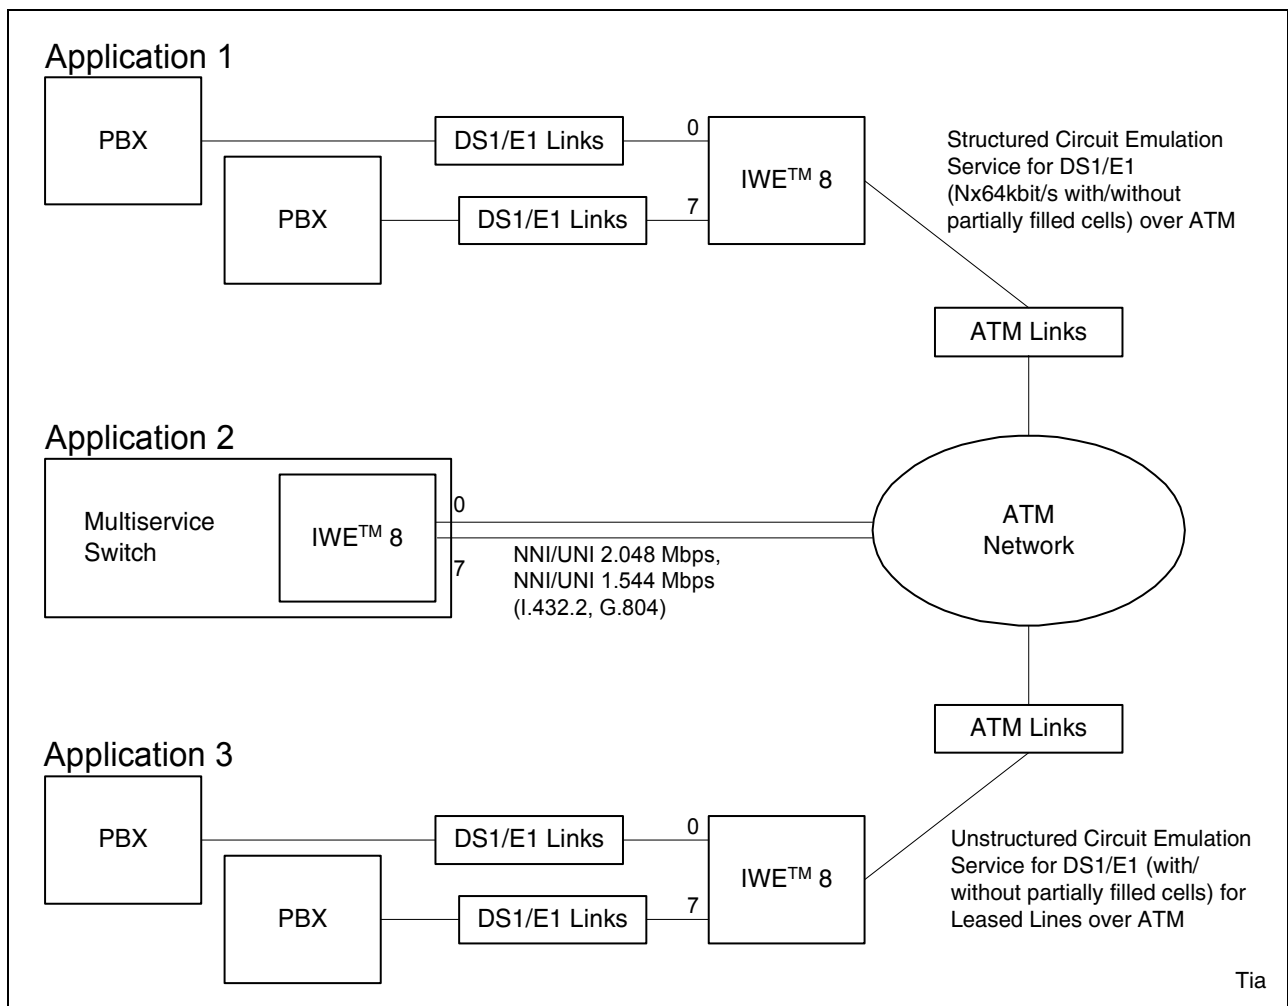 Application 1
PBX
DS1/E1 Links
0
IWE™ 8
PBX
DS1/E1 Links
7
Structured Circuit Emulation
Service for DS1/E1
(Nx64kbit/s with/without
partially filled cells) over ATM
ATM Links
Application 2
Multiservice
Switch
IWE™ 8
0
7
NNI/UNI 2.048 Mbps,
NNI/UNI 1.544 Mbps
(I.432.2, G.804)
ATM
Network
ATM Links
Application 3
PBX
DS1/E1 Links
0
IWE™ 8
PBX
DS1/E1 Links
7
Unstructured Circuit Emulation
Service for DS1/E1 (with/
without partially filled cells) for
Leased Lines over ATM
Tia